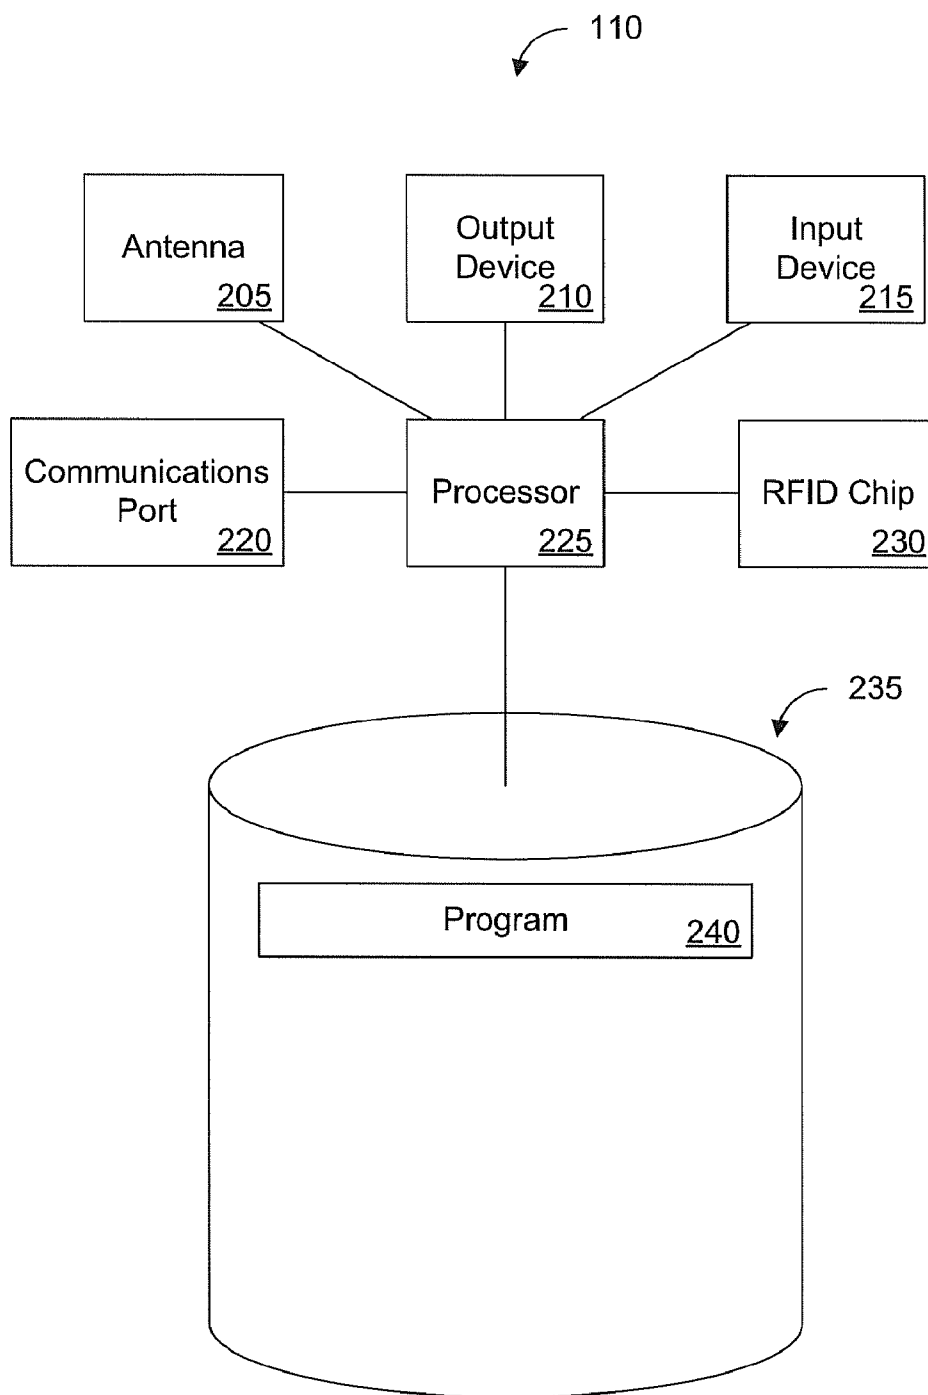 110
Antenna
205
Output
Device
210
Input
Device
215
Communications
Port
220
Processor
225
RFID Chip
230
235
Program
240